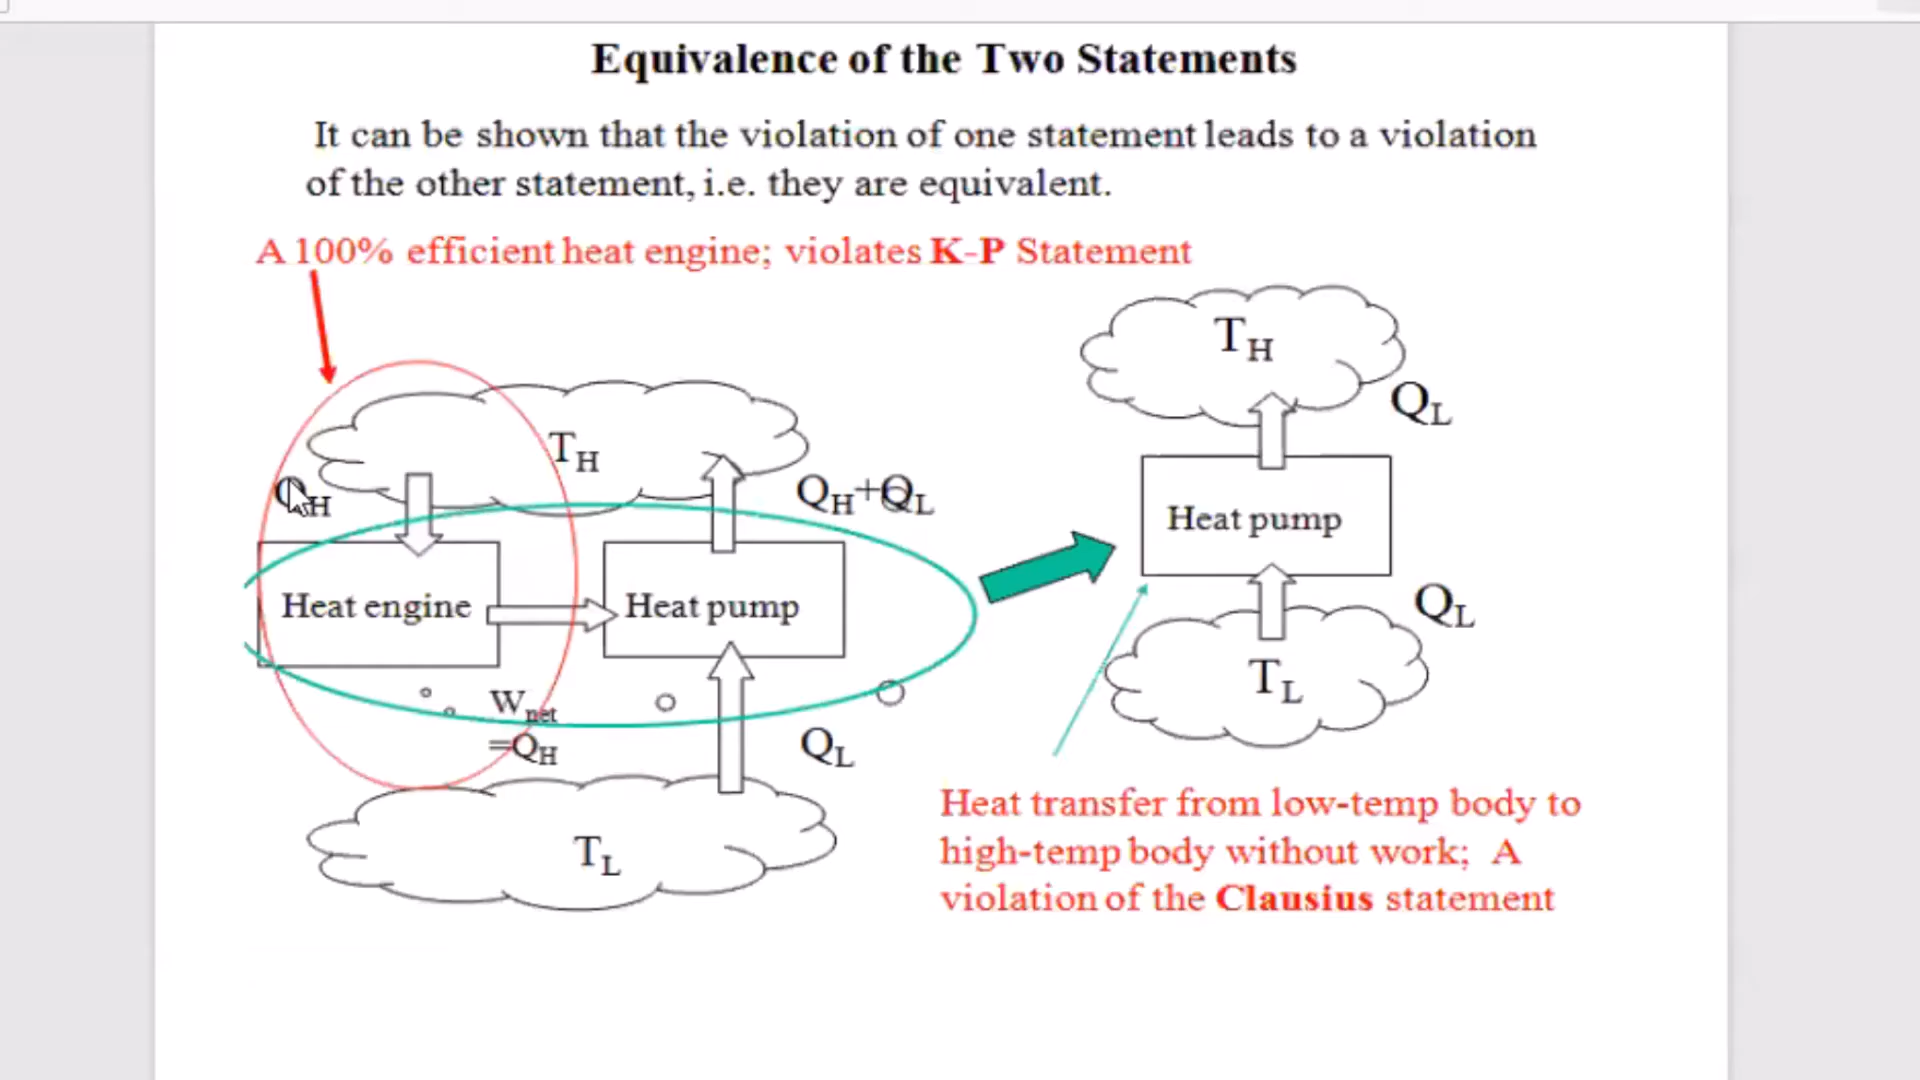 Equivalence of the Two Statements
It can be shown that the violation of one statement leads to a violation
of the other statement, i.e. they are equivalent.
A 100% efficient heat engine; violates K-P Statement
TH
QL
TH
QH
QH+QL
Heat pump
Heat engine
Heat pump
QL
TL
Wnet
=QH
QL
TL
Heat transfer from low-temp body to
high-temp body without work; A
violation of the Clausius statement